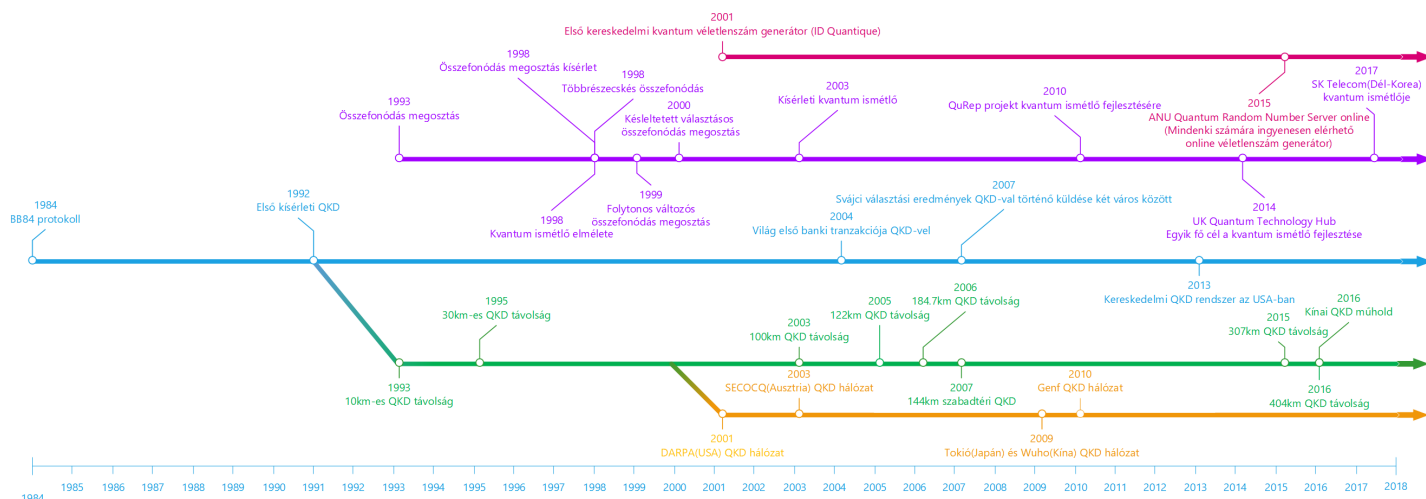 2001
Első kereskedelmi kvantum véletlenszám generátor (ID Quantique)
1998
Összefonódás megosztás kísérlet
1998
Többrészecskés összefonódás
1993
Összefonódás megosztás
2000
Késleltetett választásos
összefonódás megosztás
2003
Kísérleti kvantum ismétlő
2010
QuRep projekt kvantum ismétlő fejlesztésére
2015
ANU Quantum Random Number Server online
(Mindenki számára ingyenesen elérhető
online véletlenszám generátor)
2017
SK Telecom(Dél-Korea)
kvantum ismétlője
1998
Kvantum ismétlő elmélete
1999
Folytonos változós
összefonódás megosztás
2014
UK Quantum Technology Hub
Egyik fő cél a kvantum ismétlő fejlesztése
1984
BB84 protokoll
1992
Első kísérleti QKD
2004
Világ első banki tranzakciója QKD-vel
2007
Svájci választási eredmények QKD-val történő küldése két város között
2013
Kereskedelmi QKD rendszer az USA-ban
1993
10km-es QKD távolság
1995
30km-es QKD távolság
2003
100km QKD távolság
2005
122km QKD távolság
2006
184.7km QKD távolság
2007
144km szabadtéri QKD
2015
307km QKD távolság
2016
Kínai QKD műhold
2016
404km QKD távolság
2001
DARPA(USA) QKD hálózat
2003
SECOCQ(Ausztria) QKD hálózat
2009
Tokió(Japán) és Wuho(Kína) QKD hálózat
2010
Genf QKD hálózat
1984 1985 1986 1987 1988 1989 1990 1991 1992 1993 1994 1995 1996 1997 1998 1999 2000 2001 2002 2003 2004 2005 2006 2007 2008 2009 2010 2011 2012 2013 2014 2015 2016 2017 2018